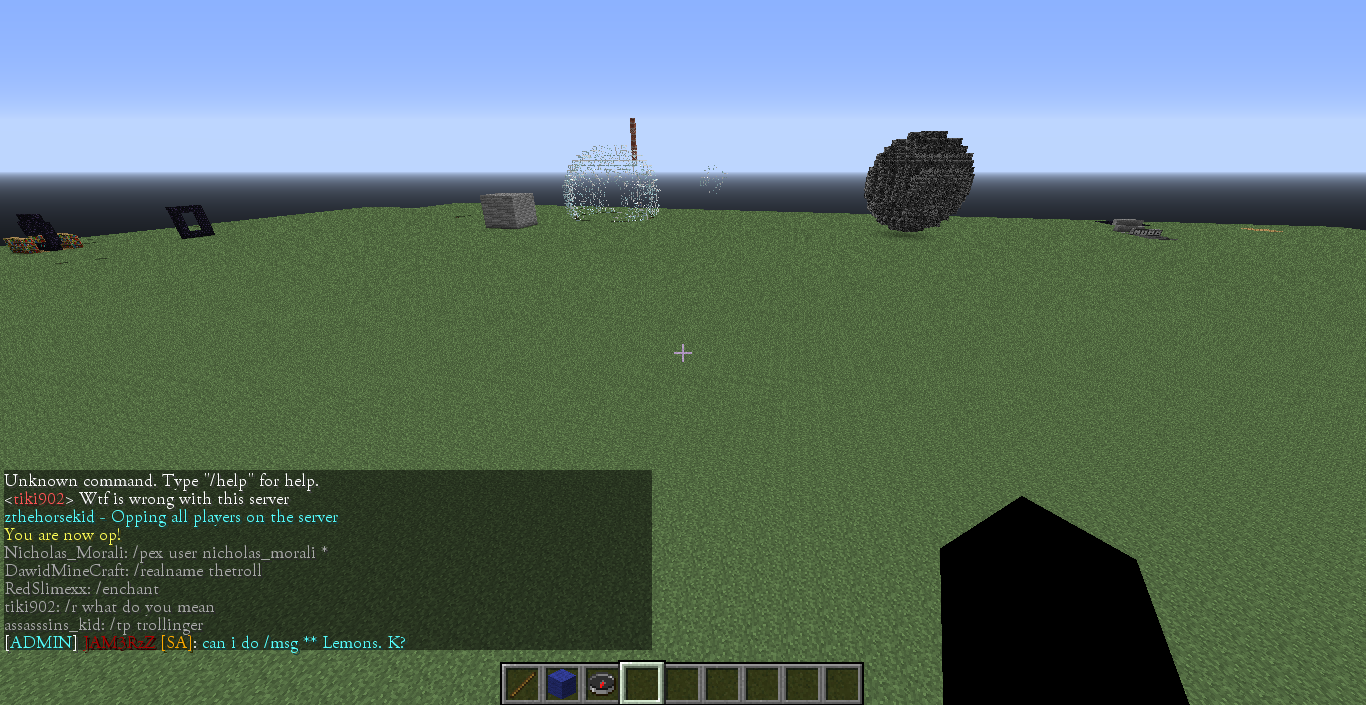 Unknown command. Type "/help" for help.
<tiki902> Wtf is wrong with this server
zthehorsekid - Opping all players on the server
You are now op!
Nicholas_Morali: /pex user nicholas_morali *
DawidMineCraft: /realname thetroll
RedSlimexx: /enchant
tiki902: /r what do you mean
assasssins_kid: /tp trollinger
[ADMIN] [SA]: can i do /msg ** Lemons. K?